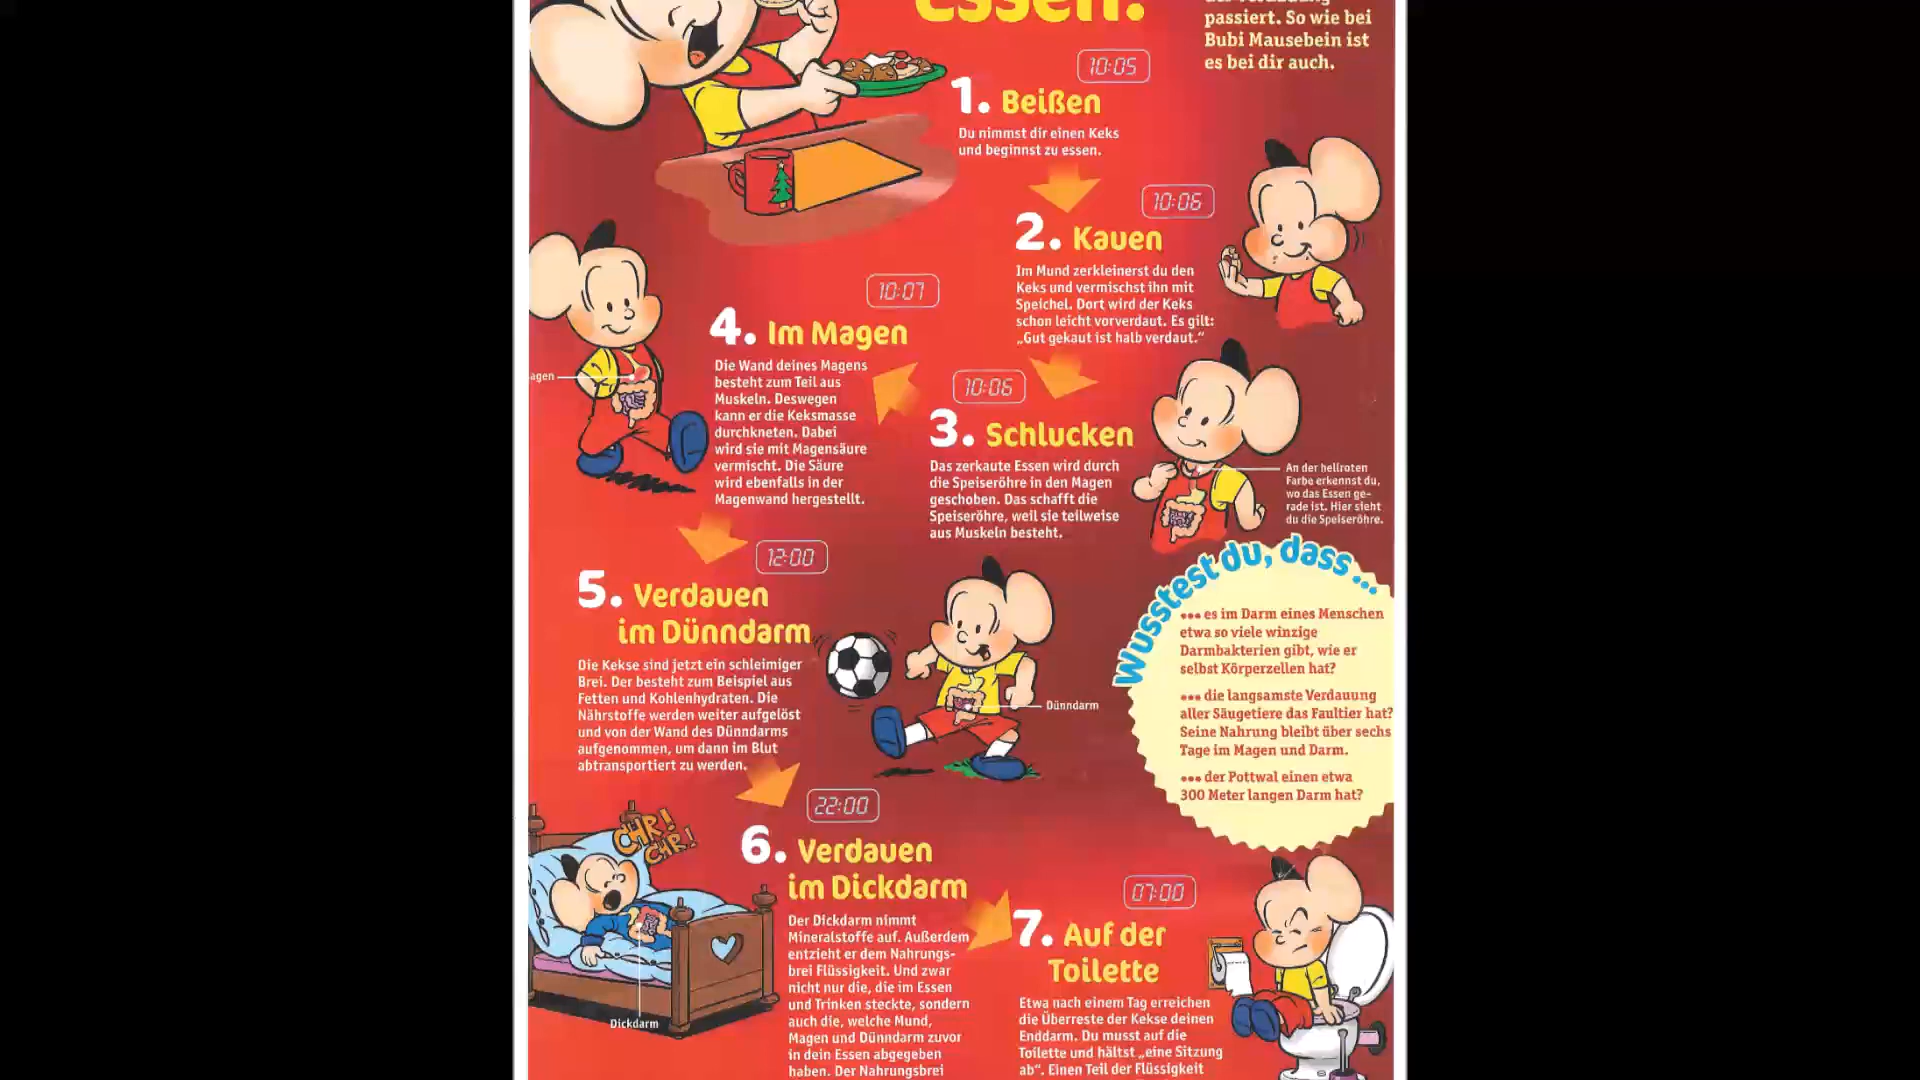 essen.
passiert. So wie bei
Bubi Mausebein ist
es bei dir auch.
10:05
1. Beißen
Du nimmst dir einen Keks
und beginnst zu essen.
10:06
2. Kauen
Im Mund zerkleinerst du den
Keks und vermischst ihn mit
Speichel. Dort wird der Keks
schon leicht vorverdaut. Es gilt:
„Gut gekaut ist halb verdaut.“
10:06
3. Schlucken
Das zerkaute Essen wird durch
die Speiseröhre in den Magen
geschoben. Das schafft die
Speiseröhre, weil sie teilweise
aus Muskeln besteht.
An der hellroten
Farbe erkennst du,
wo das Essen ge-
rade ist. Hier sieht
du die Speiseröhre.
10:07
4. Im Magen
Die Wand deines Magens
besteht zum Teil aus
Muskeln. Deswegen
kann er die Keksmasse
durchkneten. Dabei
wird sie mit Magensäure
vermischt. Die Säure
wird ebenfalls in der
Magenwand hergestellt.
agen
12:00
5. Verdauen
im Dünndarm
Die Kekse sind jetzt ein schleimiger
Brei. Der besteht zum Beispiel aus
Fetten und Kohlenhydraten. Die
Nährstoffe werden weiter aufgelöst
und von der Wand des Dünndarms
aufgenommen, um dann im Blut
abtransportiert zu werden.
Dünndarm
Wusstest du, dass ...
... es im Darm eines Menschen
etwa so viele winzige
Darmbakterien gibt, wie er
selbst Körperzellen hat?
... die langsamste Verdauung
aller Säugetiere das Faultier hat?
Seine Nahrung bleibt über sechs
Tage im Magen und Darm.
... der Pottwal einen etwa
300 Meter langen Darm hat?
22:00
6. Verdauen
im Dickdarm
Der Dickdarm nimmt
Mineralstoffe auf. Außerdem
entzieht er dem Nahrungs-
brei Flüssigkeit. Und zwar
nicht nur die, die im Essen
und Trinken steckte, sondern
auch die, welche Mund,
Magen und Dünndarm zuvor
in dein Essen abgegeben
haben. Der Nahrungsbrei
CHR!
CHR!
Dickdarm
07:00
7. Auf der
Toilette
Etwa nach einem Tag erreichen
die Überreste der Kekse deinen
Enddarm. Du musst auf die
Toilette und hältst „eine Sitzung
ab“. Einen Teil der Flüssigkeit